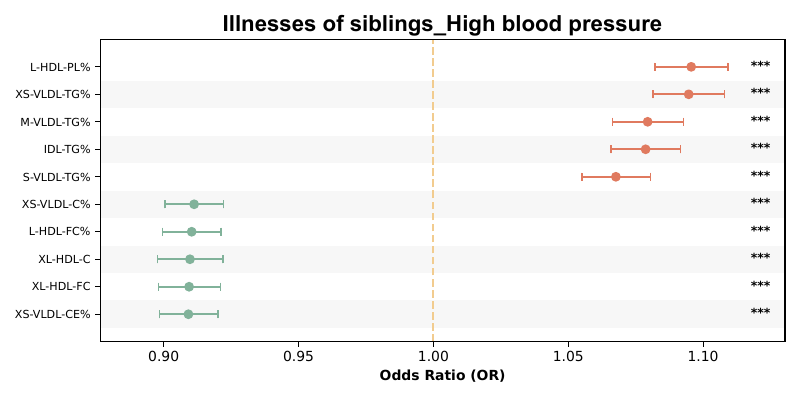 Illnesses of siblings_High blood pressure
L-HDL-PL% ***
XS-VLDL-TG% ***
M-VLDL-TG% ***
IDL-TG% ***
S-VLDL-TG% ***
XS-VLDL-C% ***
L-HDL-FC% ***
XL-HDL-C ***
XL-HDL-FC ***
XS-VLDL-CE% ***
0.90 0.95 1.00 1.05 1.10
Odds Ratio (OR)